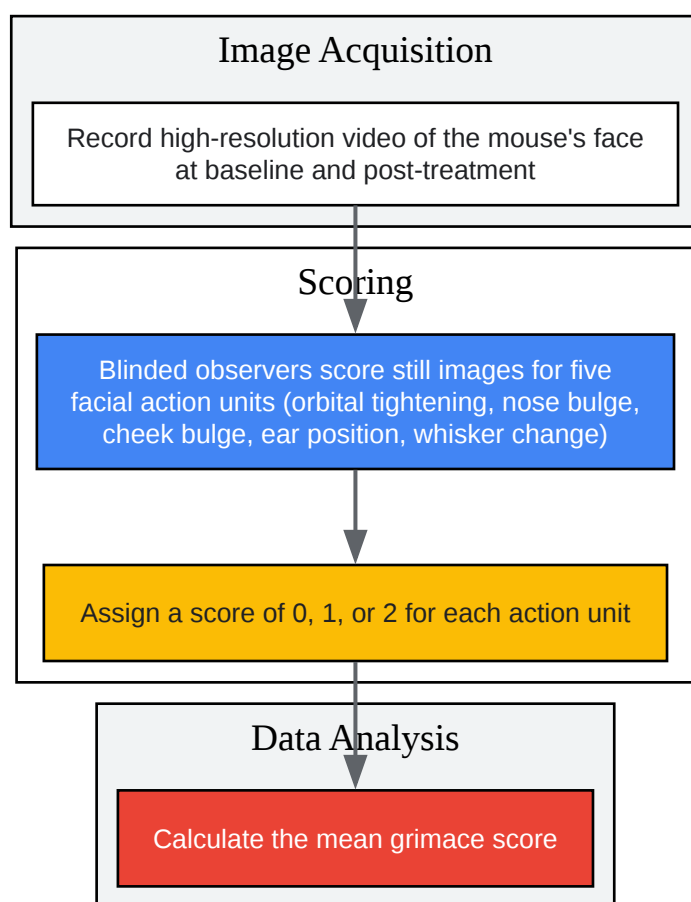 Image Acquisition
Record high-resolution video of the mouse's face
at baseline and post-treatment
Scoring
Blinded observers score still images for five
facial action units (orbital tightening, nose bulge,
cheek bulge, ear position, whisker change)
Assign a score of 0, 1, or 2 for each action unit
Data Analysis
Calculate the mean grimace score